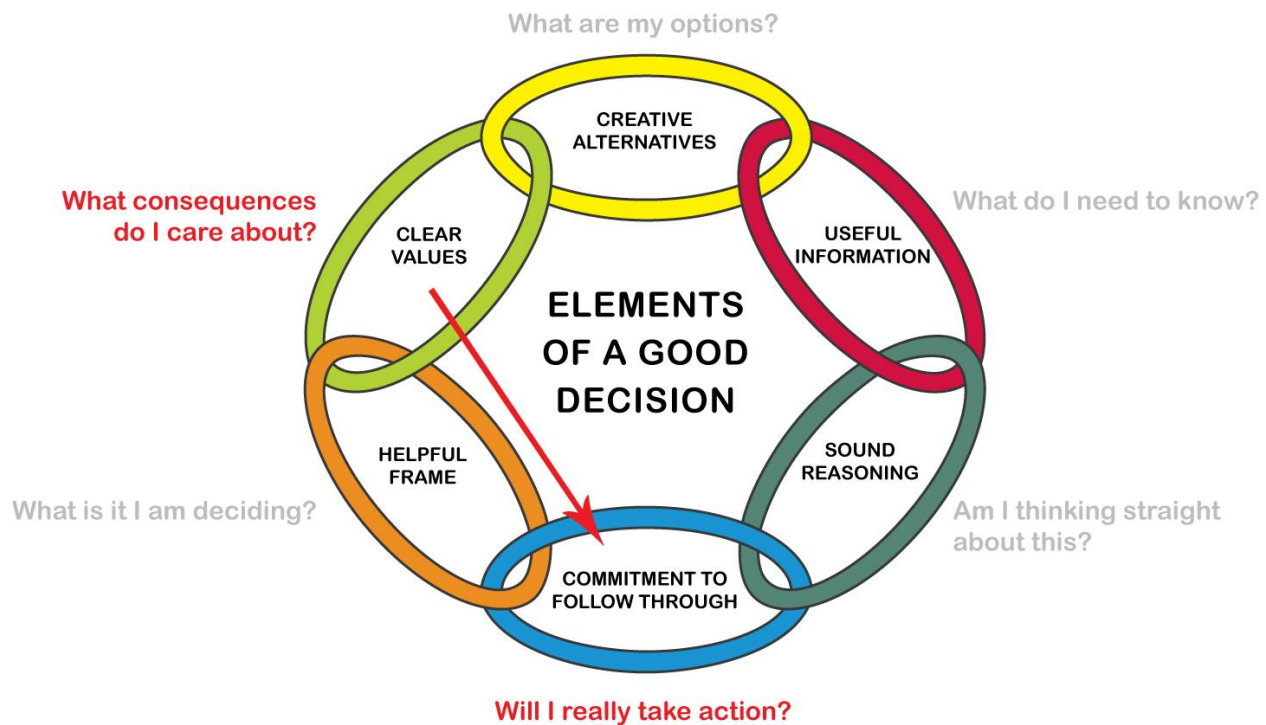 What are my options?
CREATIVE
ALTERNATIVES
What consequences
do I care about?
CLEAR
VALUES
What do I need to know?
USEFUL
INFORMATION
ELEMENTS
OF A GOOD
DECISION
HELPFUL
FRAME
What is it I am deciding?
SOUND
REASONING
Am I thinking straight
about this?
COMMITMENT TO
FOLLOW THROUGH
Will I really take action?